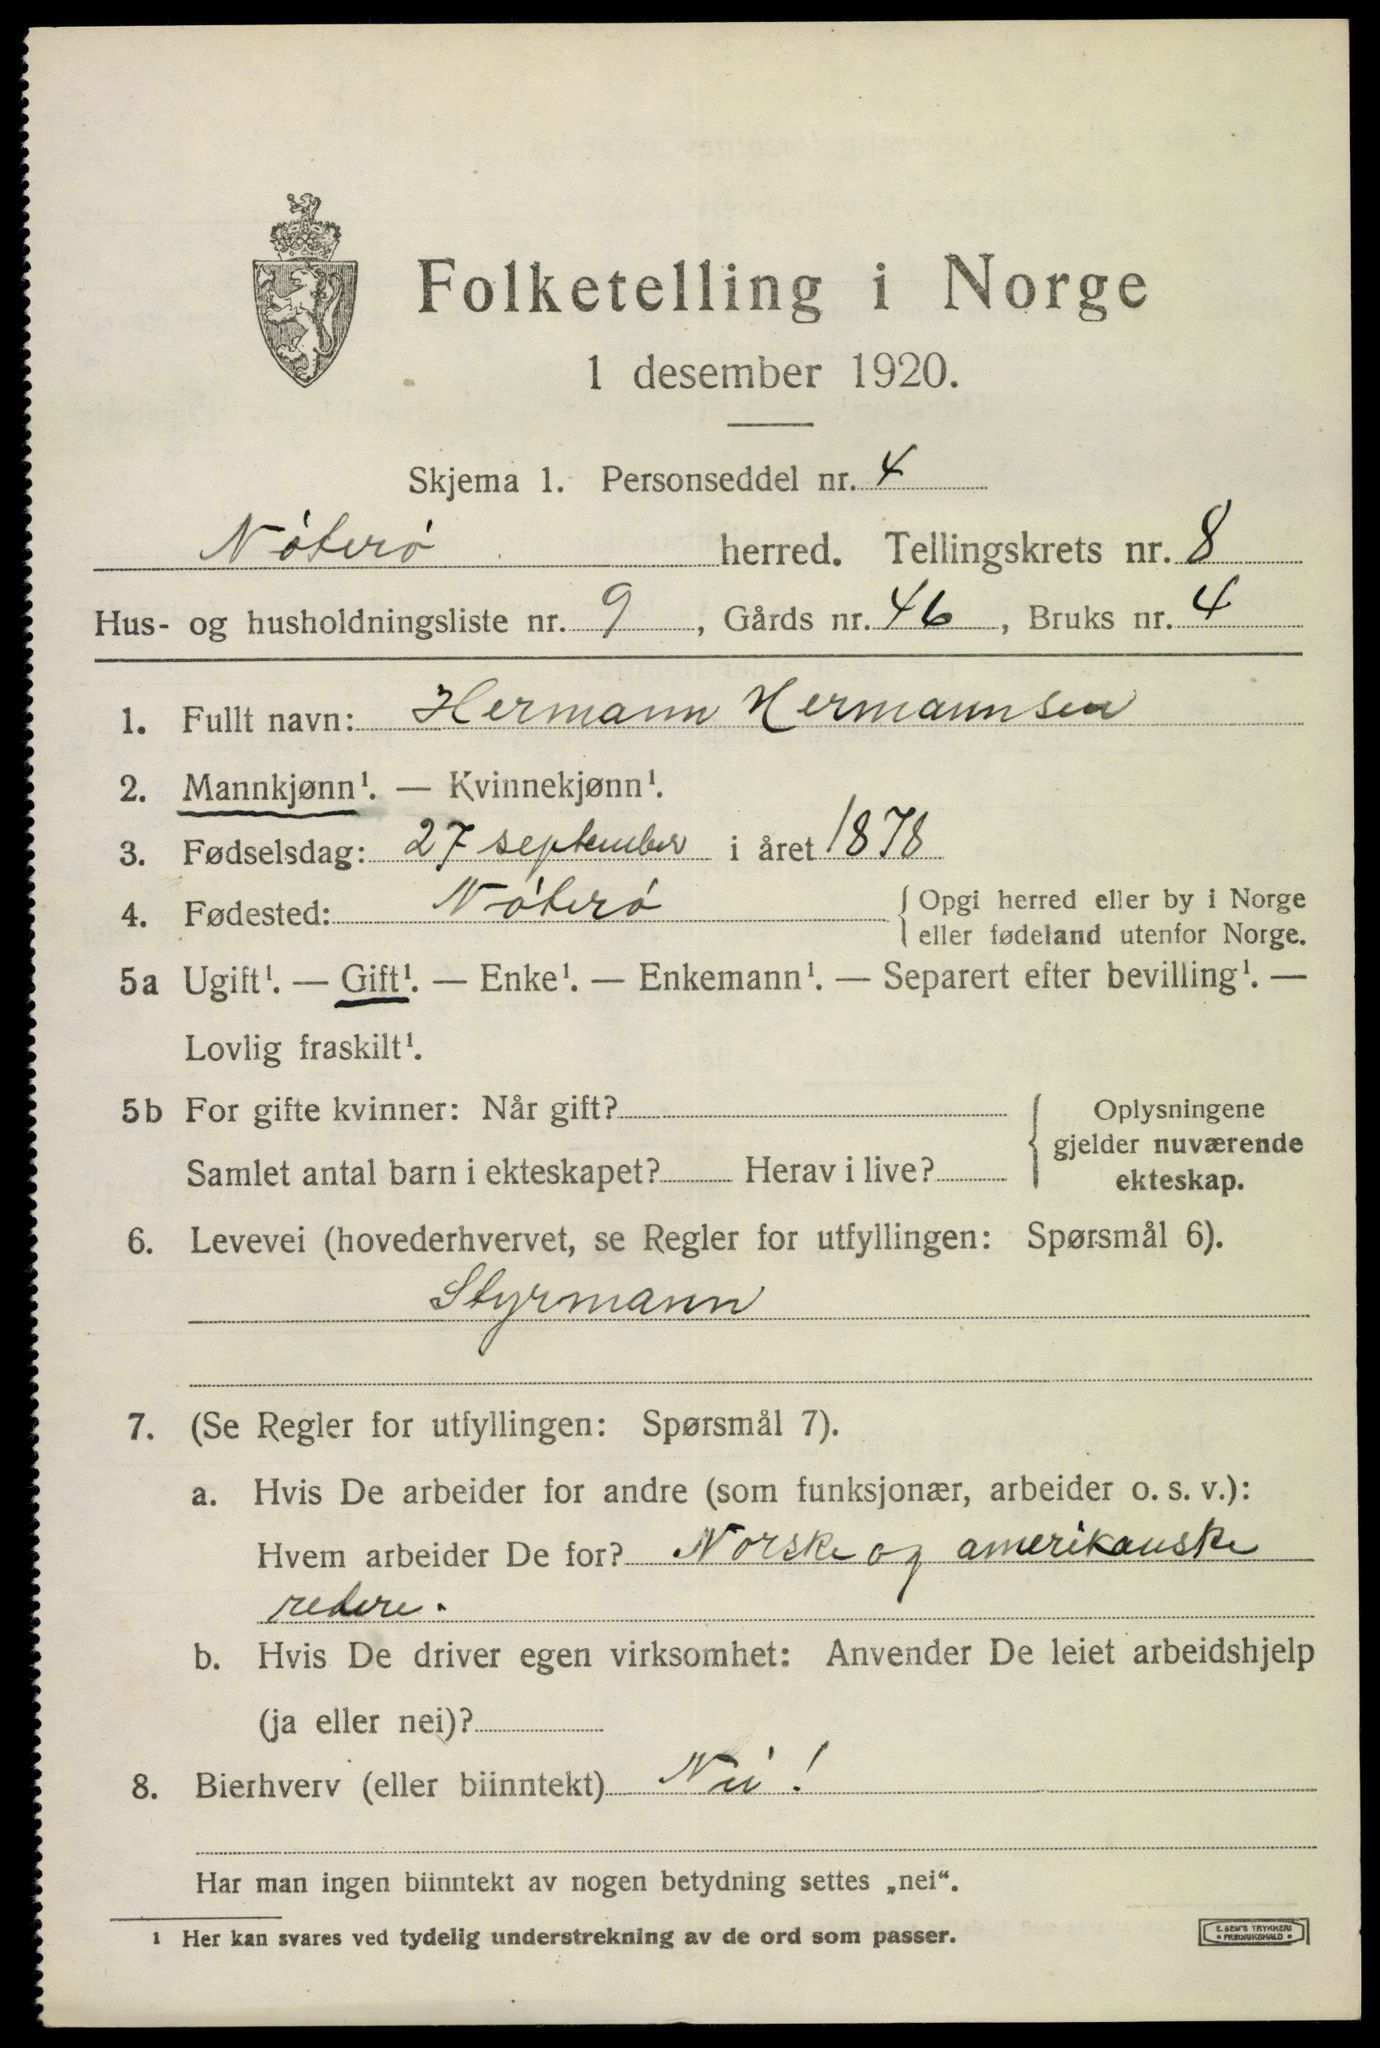 Folketelling i Norge
1 desember 1920.
Skjema 1. Personseddel nr. 4
Nóteró herred. Tellingskrets nr. 8
Hus- og husholdningsliste nr. 9, Gårds nr. 46, Bruks nr. 4
1. Fullt navn: Hermann Hermannsen
2. Mannkjønn¹. — Kvinnekjønn¹.
3. Fødselsdag: 27 september i året 1878
4. Fødested: Nóteró { Opgi herred eller by i Norge
eller fødeland utenfor Norge.
5a Ugift¹. — Gift¹. — Enke¹. — Enkemann¹. — Separert efter bevilling¹. —
Lovlig fraskilt¹.
5b For gifte kvinner: Når gift? { Oplysningene
gjelder nuværende
Samlet antal barn i ekteskapet? Herav i live? ekteskap.
6. Levevei (hovederhvervet, se Regler for utfyllingen: Spørsmål 6).
Styrmann
7. (Se Regler for utfyllingen: Spørsmål 7).
a. Hvis De arbeider for andre (som funksjonær, arbeider o. s. v.):
Hvem arbeider De for? Norske og amerikanske
redere.
b. Hvis De driver egen virksomhet: Anvender De leiet arbeidshjelp
(ja eller nei)?
8. Bierhverv (eller biinntekt) Nei!
Har man ingen biinntekt av nogen betydning settes „nei“.
¹ Her kan svares ved tydelig understrekning av de ord som passer.
E. SEM'S TRYKKERI
• FREDRIKSHALD •